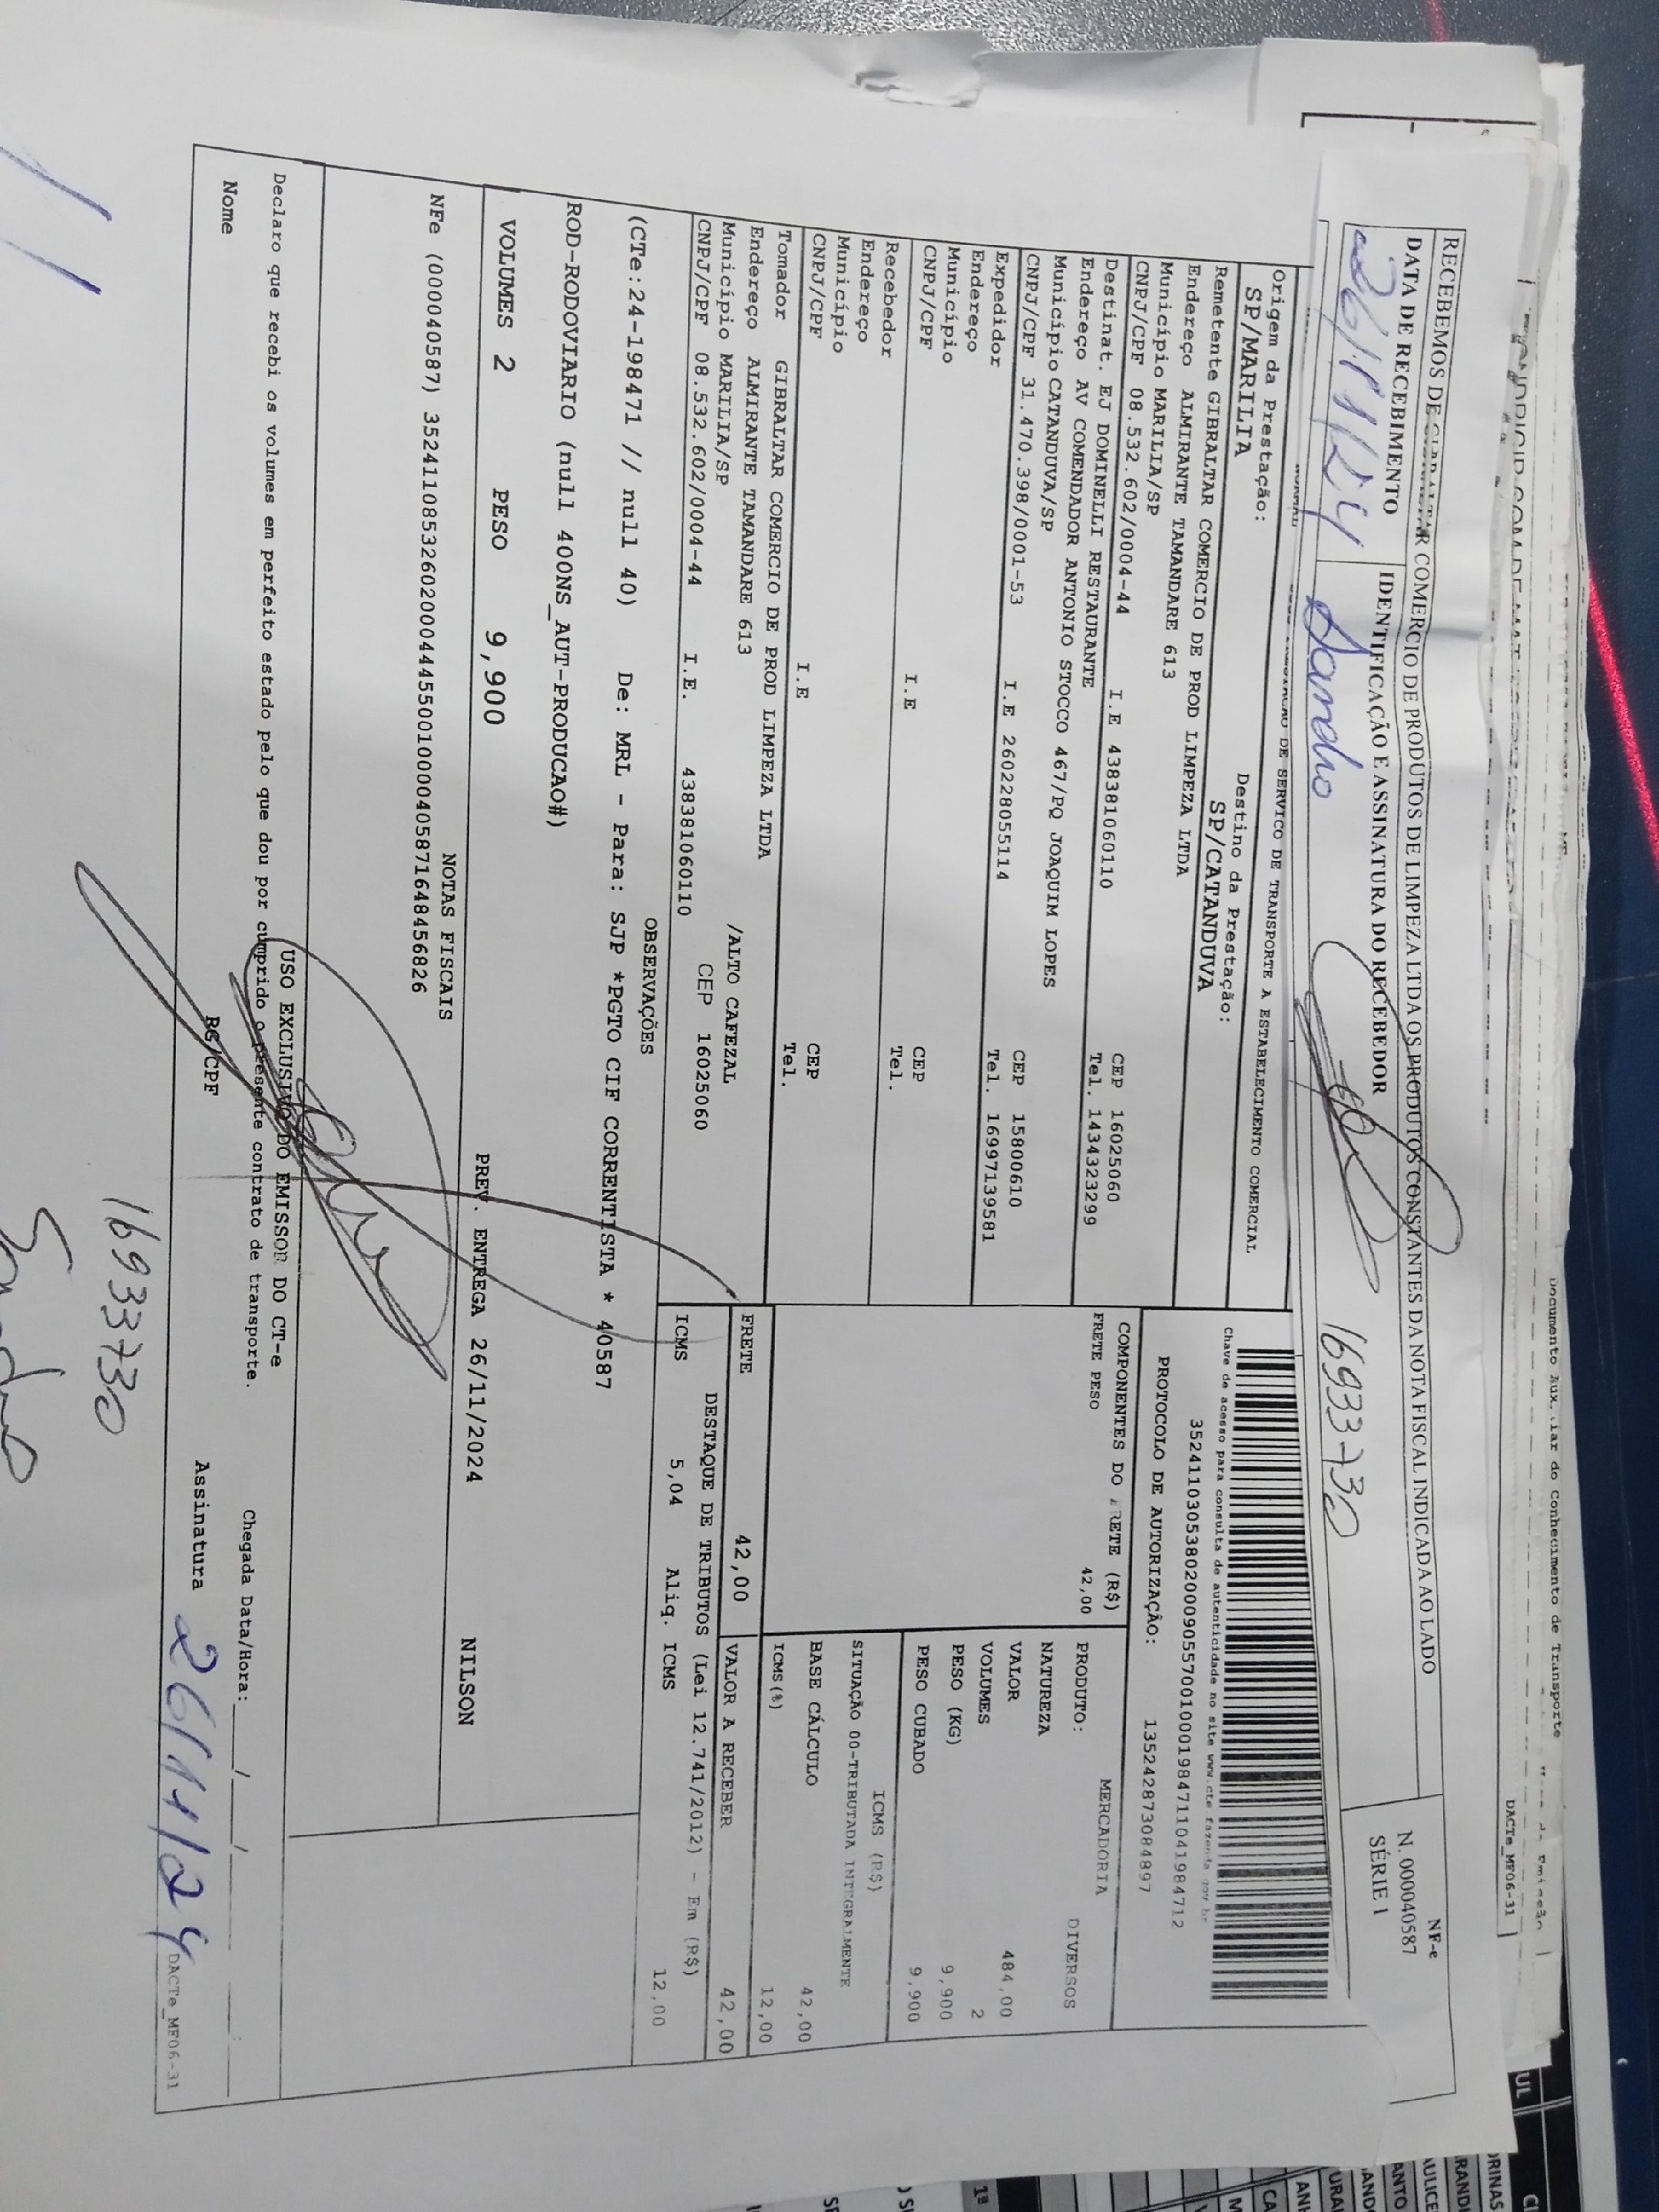 Documento Aux
do Conhecimento de Transporte
DACTe_MF06-31
RECEBEMOS DE GIBRALTAR COMERCIO DE PRODUTOS DE LIMPEZA LTDA OS PRODUTOS CONSTANTES DA NOTA FISCAL INDICADA AO LADO
DATA DE RECEBIMENTO
26/11/24
IDENTIFICAÇÃO E ASSINATURA DO RECEBEDOR
Sandro
16933730
NF-e
N. 000040587
SÉRIE 1
DE SERVICO DE TRANSPORTE A ESTABELECIMENTO COMERCIAL
Origem da Prestação:
SP/MARILIA
Destino da Prestação:
SP/CATANDUVA
Remetente GIBRALTAR COMERCIO DE PROD LIMPEZA LTDA
Endereço ALMIRANTE TAMANDARE 613
Município MARILIA/SP CEP 16025060
CNPJ/CPF 08.532.602/0004-44 I.E 438381060110 Tel. 1434323299
Destinat. EJ DOMINELLI RESTAURANTE
Endereço AV COMENDADOR ANTONIO STOCCO 467/PQ JOAQUIM LOPES
Município CATANDUVA/SP CEP 15800610
CNPJ/CPF 31.470.398/0001-53 I.E 260228055114 Tel. 16997139581
Expedidor
Endereço
Município CEP
CNPJ/CPF I.E Tel.
Recebedor
Endereço
Município CEP
CNPJ/CPF I.E Tel.
Tomador GIBRALTAR COMERCIO DE PROD LIMPEZA LTDA
Endereço ALMIRANTE TAMANDARE 613 /ALTO CAFEZAL
Município MARILIA/SP CEP 16025060
CNPJ/CPF 08.532.602/0004-44 I.E. 438381060110
Chave de acesso para consulta de autenticidade no site www.cte fazenda gov br
35241103053802000905570010001984711041984712
PROTOCOLO DE AUTORIZAÇÃO: 135242873084897
COMPONENTES DO RETE (R$)
FRETE PESO 42,00
MERCADORIA
PRODUTO: DIVERSOS
NATUREZA
VALOR 484,00
VOLUMES 2
PESO (KG) 9,900
PESO CUBADO 9,900
ICMS (R$)
SITUAÇÃO 00-TRIBUTADA INTEGRALMENTE
BASE CÁLCULO 42,00
ICMS(%) 12,00
FRETE 42,00
VALOR A RECEBER 42,00
DESTAQUE DE TRIBUTOS (Lei 12.741/2012) - Em (R$)
ICMS 5,04 Aliq. ICMS 12,00
OBSERVAÇÕES
(CTe:24-198471 // null 40) De: MRL - Para: SJP *PGTO CIF CORRENTISTA * 40587
ROD-RODOVIARIO (null 400NS_AUT-PRODUCAO#)
VOLUMES 2 PESO 9,900 PREV. ENTREGA 26/11/2024 NILSON
NOTAS FISCAIS
NFe (000040587) 35241108532602000444550010000405871648456826
USO EXCLUSIVO DO EMISSOR DO CT-e
Declaro que recebi os volumes em perfeito estado pelo que dou por cumprido o presente contrato de transporte.
Chegada Data/Hora:____/____/____ ____:____
Nome RG/CPF Assinatura
26/11/24
DACTe_MF06-31
16933730